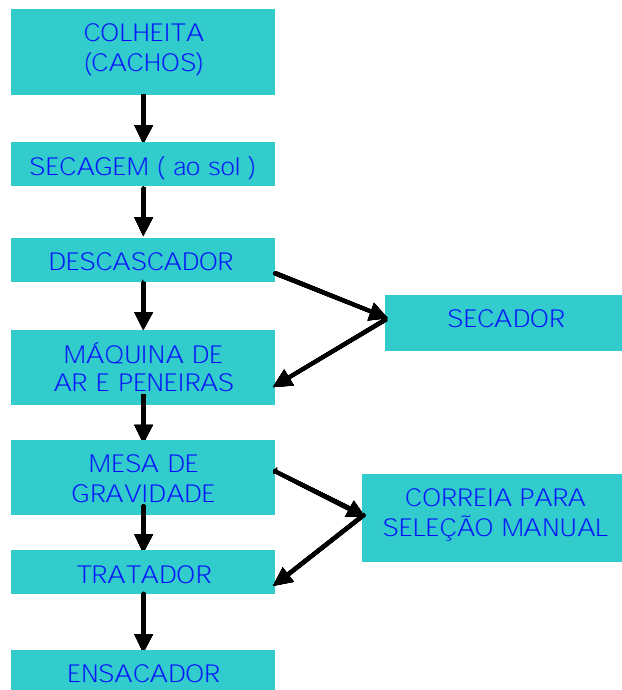 COLHEITA
(CACHOS)
SECAGEM ( ao sol )
DESCASCADOR
SECADOR
MÁQUINA DE
AR E PENEIRAS
MESA DE
GRAVIDADE
CORREIA PARA
SELEÇÃO MANUAL
TRATADOR
ENSACADOR